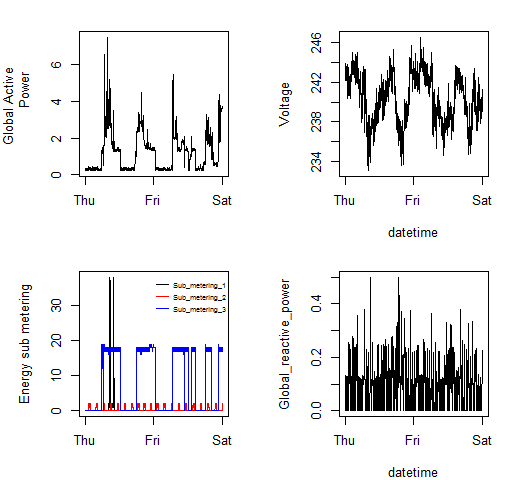 Global Active
Power
0 2 4 6
Thu Fri Sat
Voltage
234 238 242 246
Thu Fri Sat
datetime
Energy sub metering
0 10 20 30
Sub_metering_1
Sub_metering_2
Sub_metering_3
Thu Fri Sat
Global_reactive_power
0.0 0.2 0.4
Thu Fri Sat
datetime